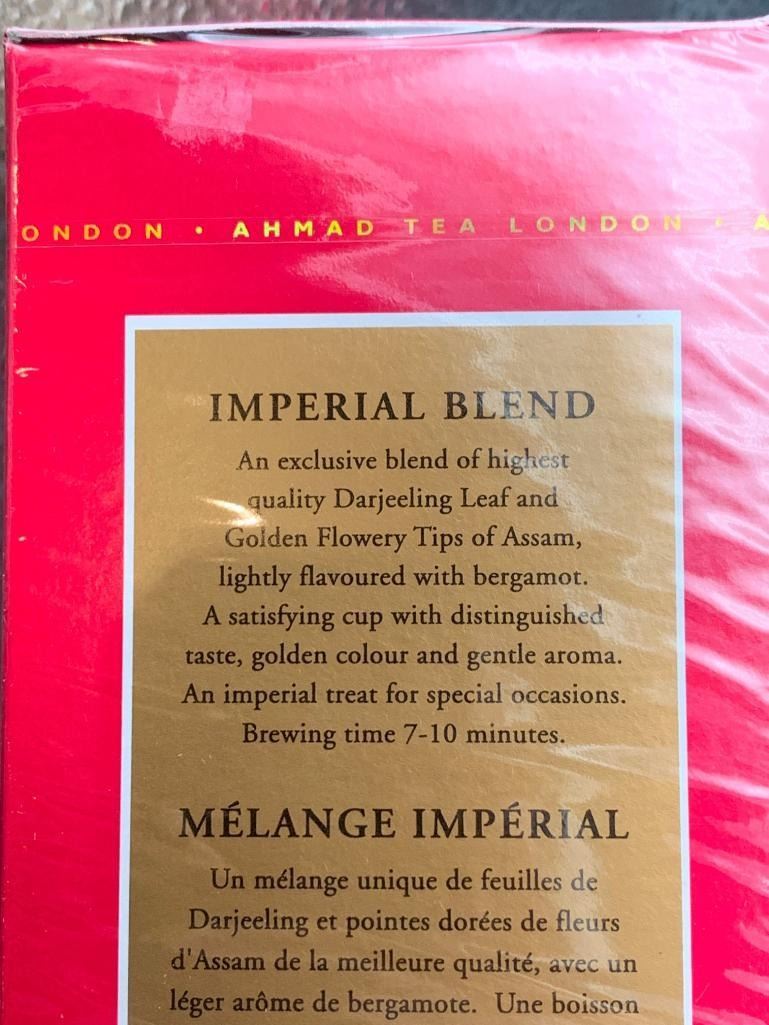 ONDON • AHMAD TEA LONDON • A
IMPERIAL BLEND
An exclusive blend of highest
quality Darjeeling Leaf and
Golden Flowery Tips of Assam,
lightly flavoured with bergamot.
A satisfying cup with distinguished
taste, golden colour and gentle aroma.
An imperial treat for special occasions.
Brewing time 7-10 minutes.
MÉLANGE IMPÉRIAL
Un mélange unique de feuilles de
Darjeeling et pointes dorées de fleurs
d'Assam de la meilleure qualité, avec un
léger arôme de bergamote. Une boisson